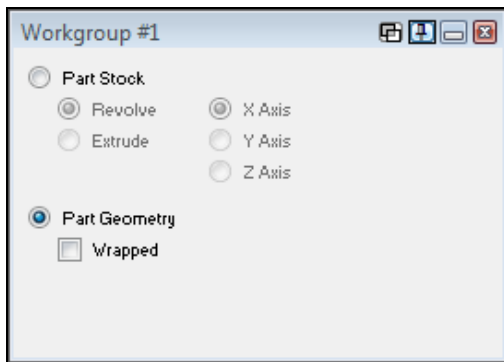 Workgroup #1
Part Stock
Revolve X Axis
Extrude Y Axis
Z Axis
Part Geometry
Wrapped